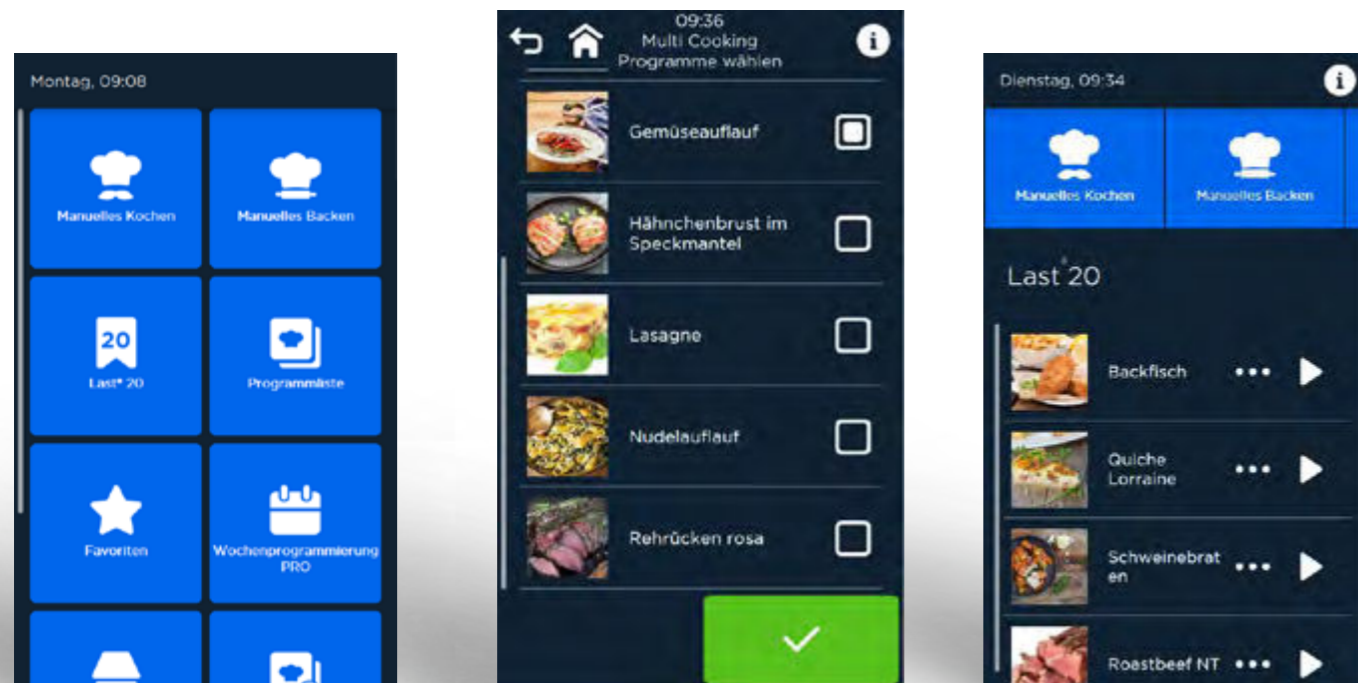 Montag, 09:08
Manuelles Kochen
Manuelles Backen
20
Last* 20
Programmliste
Favoriten
Wochenprogrammierung
PRO
09:36
Multi Cooking
Programme wählen
i
Gemüseauflauf
Hähnchenbrust im
Speckmantel
Lasagne
Nudelauflauf
Rehrücken rosa
Dienstag, 09:34
i
Manuelles Kochen
Manuelles Backen
Last*20
Backfisch
Quiche
Lorraine
Schweinebrat
en
Roastbeef NT